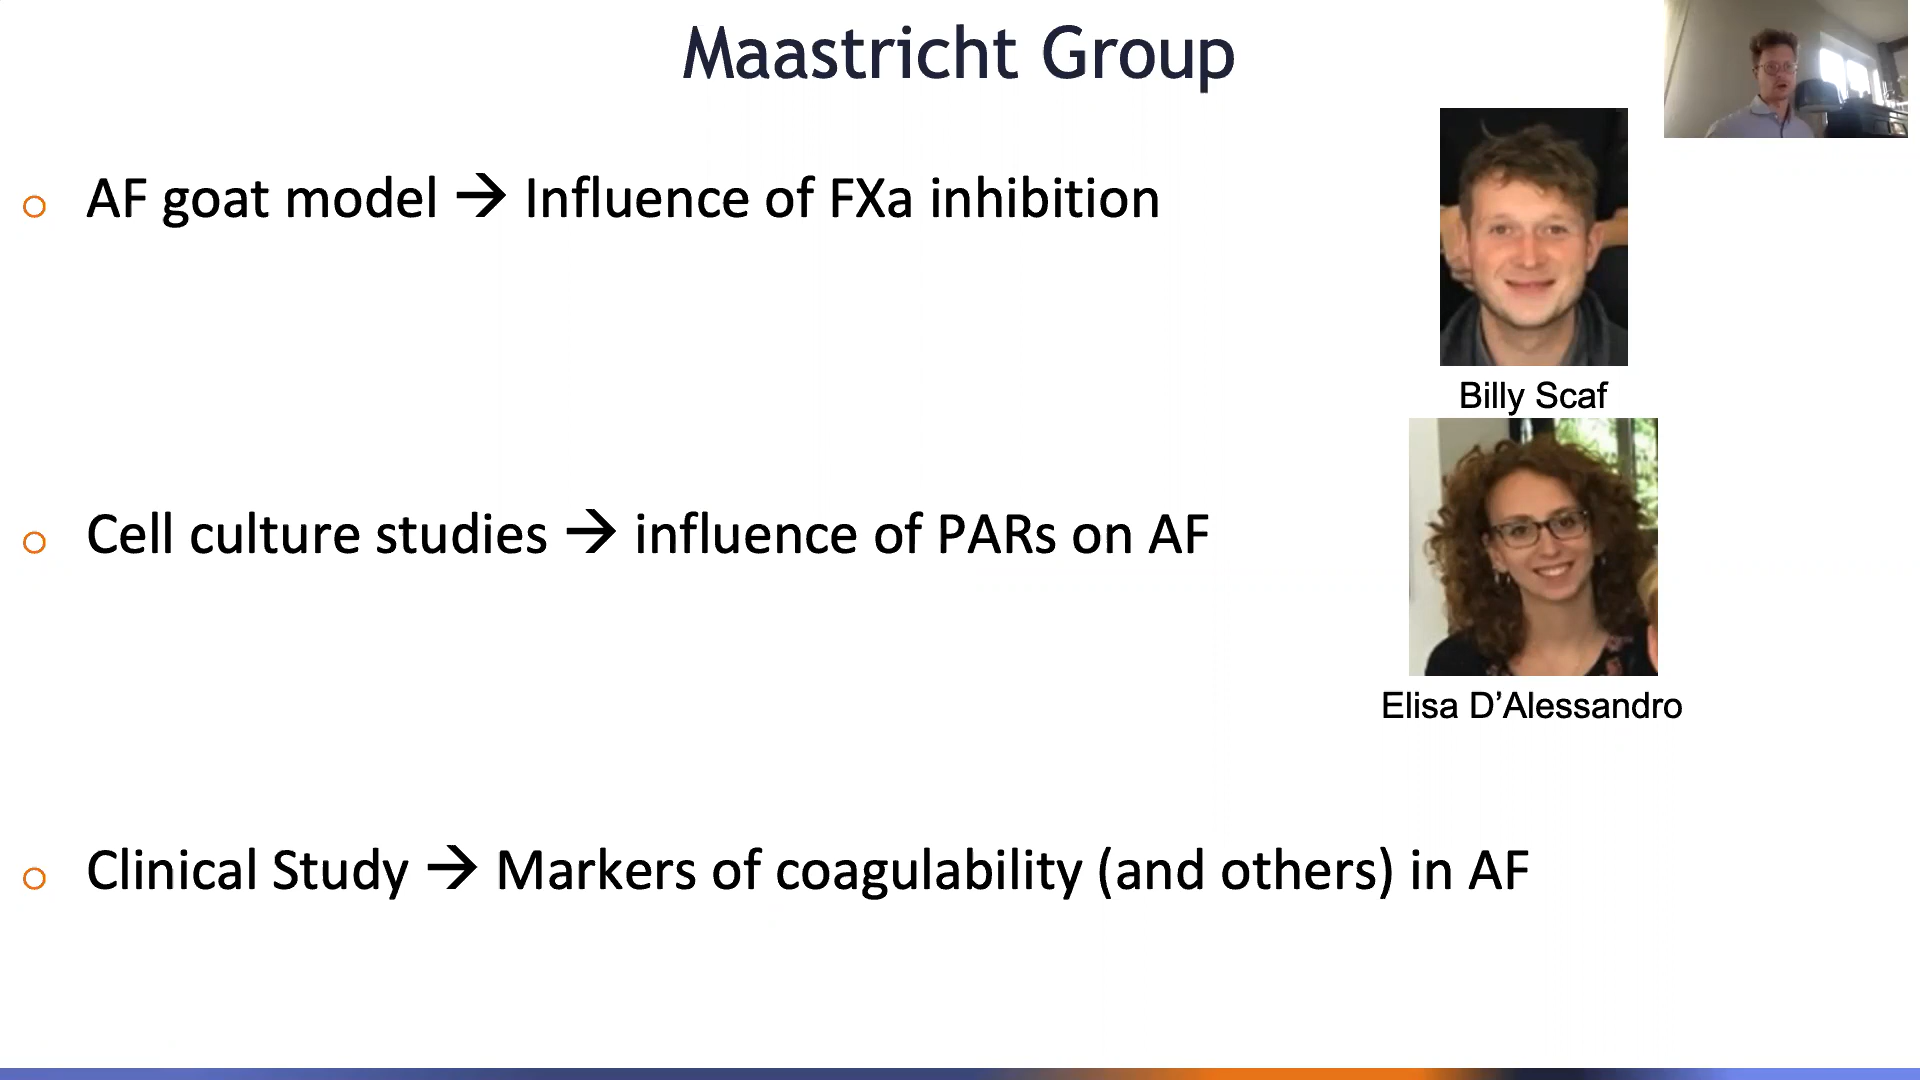 Maastricht Group
AF goat model → Influence of FXa inhibition
Billy Scaf
Cell culture studies → influence of PARs on AF
Elisa D’Alessandro
Clinical Study → Markers of coagulability (and others) in AF